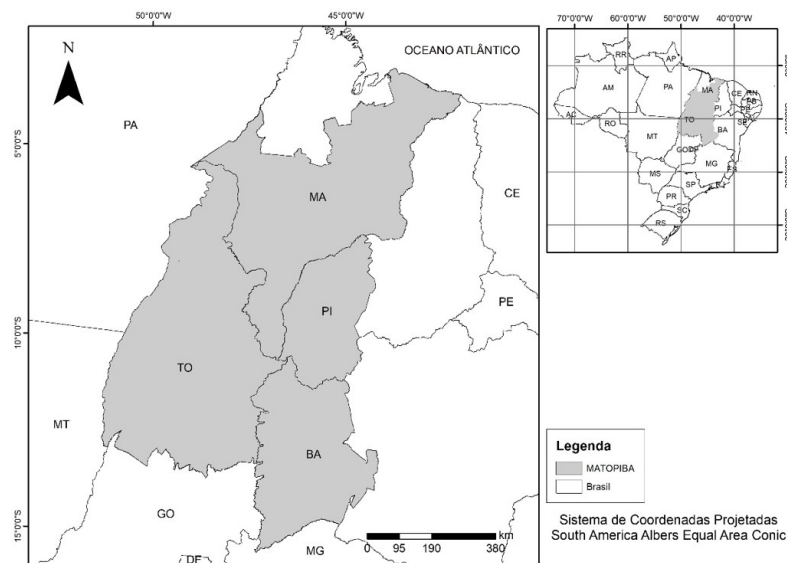 50°0'0"O
45°0'0"O
N
OCEANO ATLÂNTICO
PA
5°0'0"S
MA
CE
PI
PE
10°0'0"S
TO
MT
BA
GO
15°0'0"S
DF
MG
km
0 95 190 380
70°0'0"O 60°0'0"O 50°0'0"O 40°0'0"O
RR
AP
AM
PA
MA
CE
RN
PB
PI
AC
TO
RO
SE
BA
MT
GO
DF
MG
ES
MS
SP
RJ
PR
SC
RS
Legenda
MATOPIBA
Brasil
Sistema de Coordenadas Projetadas
South America Albers Equal Area Conic